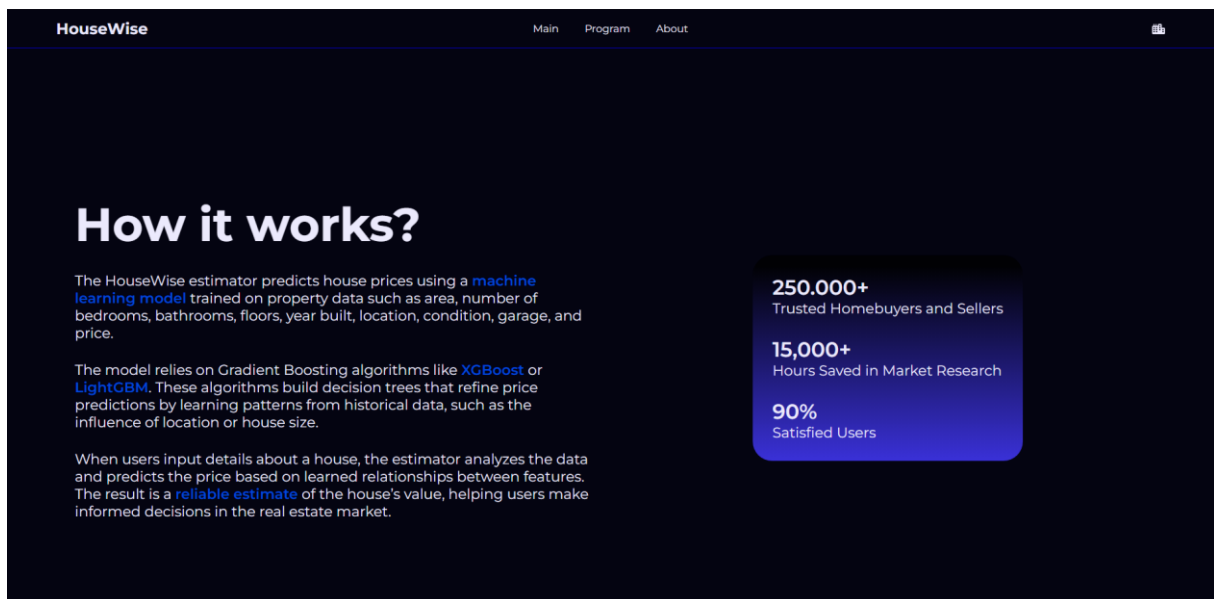 HouseWise
Main Program About
How it works?
The HouseWise estimator predicts house prices using a machine
learning model trained on property data such as area, number of
bedrooms, bathrooms, floors, year built, location, condition, garage, and
price.
The model relies on Gradient Boosting algorithms like XGBoost or
LightGBM. These algorithms build decision trees that refine price
predictions by learning patterns from historical data, such as the
influence of location or house size.
When users input details about a house, the estimator analyzes the data
and predicts the price based on learned relationships between features.
The result is a reliable estimate of the house's value, helping users make
informed decisions in the real estate market.
250.000+
Trusted Homebuyers and Sellers
15,000+
Hours Saved in Market Research
90%
Satisfied Users